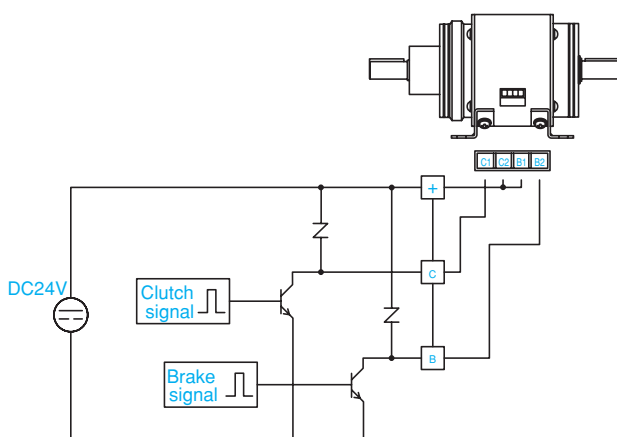 C1 C2 B1 B2
+
C
DC24V
Clutch
signal
B
Brake
signal